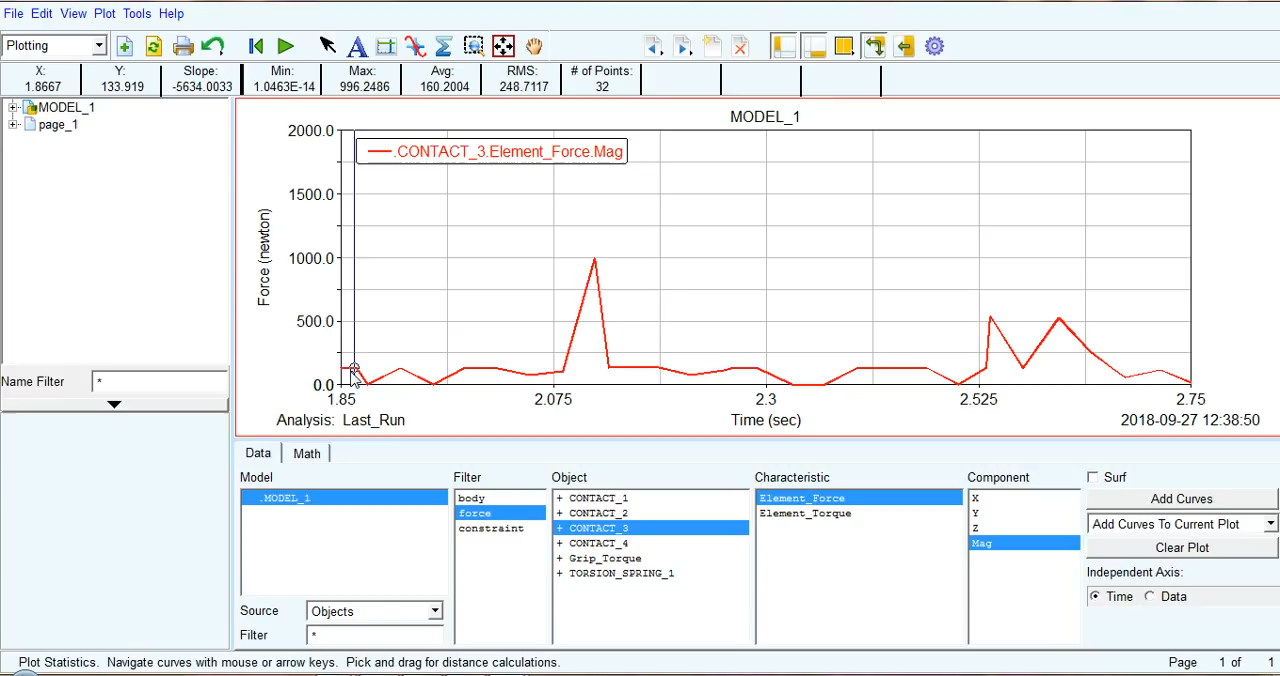 File Edit View Plot Tools Help
Plotting
X: Y: Slope: Min: Max: Avg: RMS: # of Points:
1.8667 133.919 -5634.0033 1.0463E-14 996.2486 160.2004 248.7117 32
MODEL_1
page_1
Name Filter *
MODEL_1
.CONTACT_3.Element_Force.Mag
Force (newton)
2000.0
1500.0
1000.0
500.0
0.0
1.85 2.075 2.3 2.525 2.75
Analysis: Last_Run Time (sec) 2018-09-27 12:38:50
Data Math
Model Filter Object Characteristic Component Surf
.MODEL_1 body + CONTACT_1 Element_Force X Add Curves
force + CONTACT_2 Element_Torque Y
constraint + CONTACT_3 Z Add Curves To Current Plot
+ CONTACT_4 Mag Clear Plot
+ Grip_Torque
+ TORSION_SPRING_1 Independent Axis:
Time Data
Source Objects
Filter *
Plot Statistics. Navigate curves with mouse or arrow keys. Pick and drag for distance calculations. Page 1 of 1